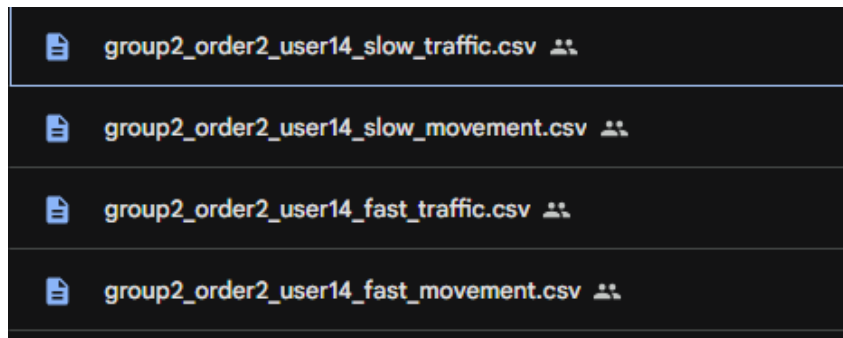 group2_order2_user14_slow_traffic.csv
group2_order2_user14_slow_movement.csv
group2_order2_user14_fast_traffic.csv
group2_order2_user14_fast_movement.csv